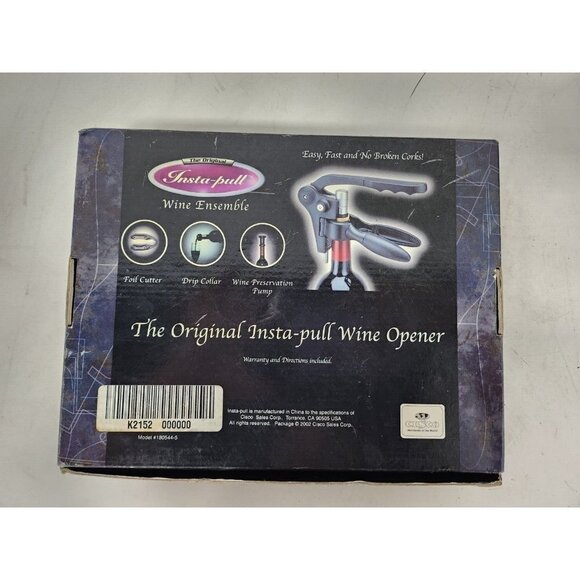 The Original
Insta-pull
Wine Ensemble
Easy, Fast and No Broken Corks!
Foil Cutter
Drip Collar
Wine Preservation
Pump
The Original Insta-pull Wine Opener
Warranty and Directions included.
K2152 000000
Model #180544-5
Insta-pull is manufactured in China to the specifications of
Cisco Sales Corp., Torrance, CA 90505 USA
All rights reserved. Package © 2002 Cisco Sales Corp.